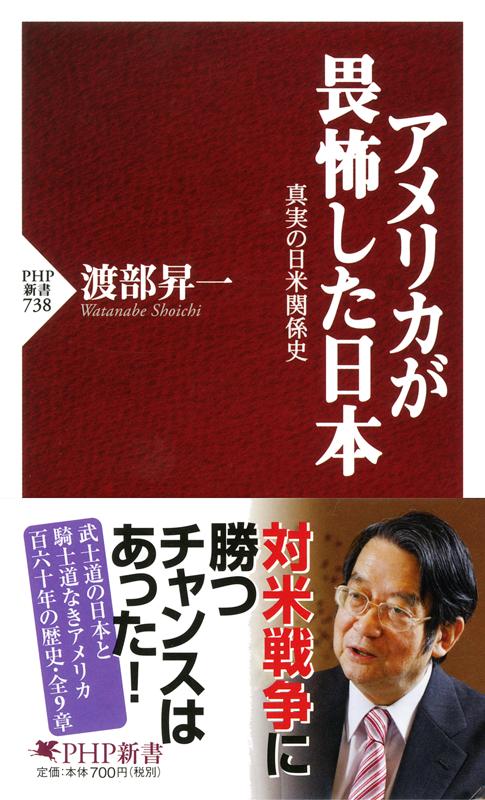 アメリカが
畏怖した日本
真実の日米関係史
PHP
新書
738
渡部昇一
Watanabe Shoichi
対米戦争に
勝つ
チャンスは
あった！
武士道の日本と
騎士道なきアメリカ
百六十年の歴史・全9章
PHP新書
定価：本体700円（税別）